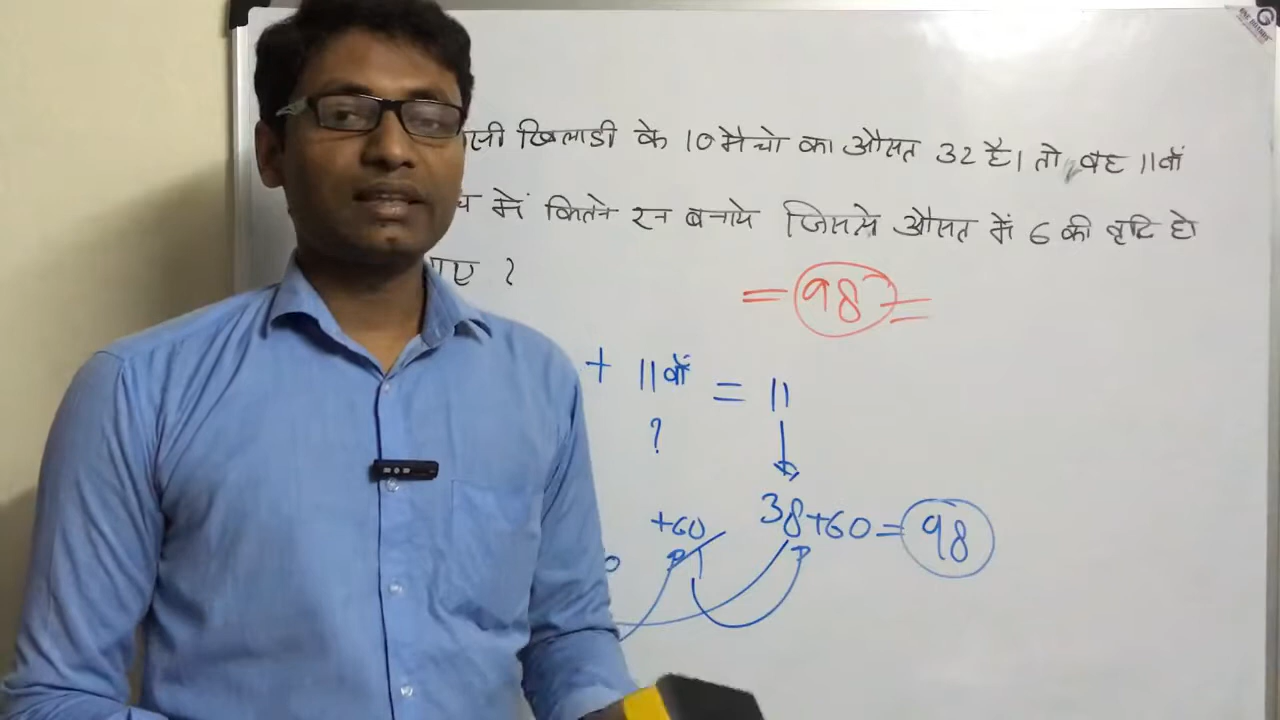 खिलाडी के 10 मैचो का औसत 32 है। तो वह 11वाँ
में कितने रन बनाये जिससे औसत में 6 की वृद्धि हो
?
= 98 =
+ 11वाँ = 11
?
+60 38+60 = 98